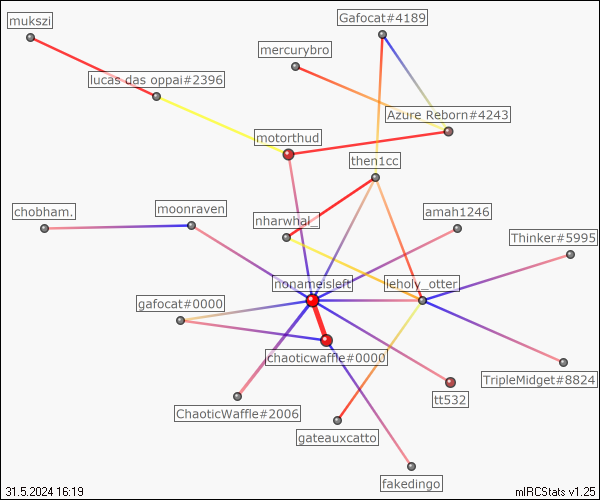 mukszi
Gafocat#4189
mercurybro
lucas das oppai#2396
Azure Reborn#4243
motorthud
then1cc
chobham.
moonraven
nharwhal_
amah1246
Thinker#5995
nonameisleft
leholy_otter
gafocat#0000
chaoticwaffle#0000
TripleMidget#8824
tt532
ChaoticWaffle#2006
gateauxcatto
fakedingo
31.5.2024 16:19
mIRCStats v1.25